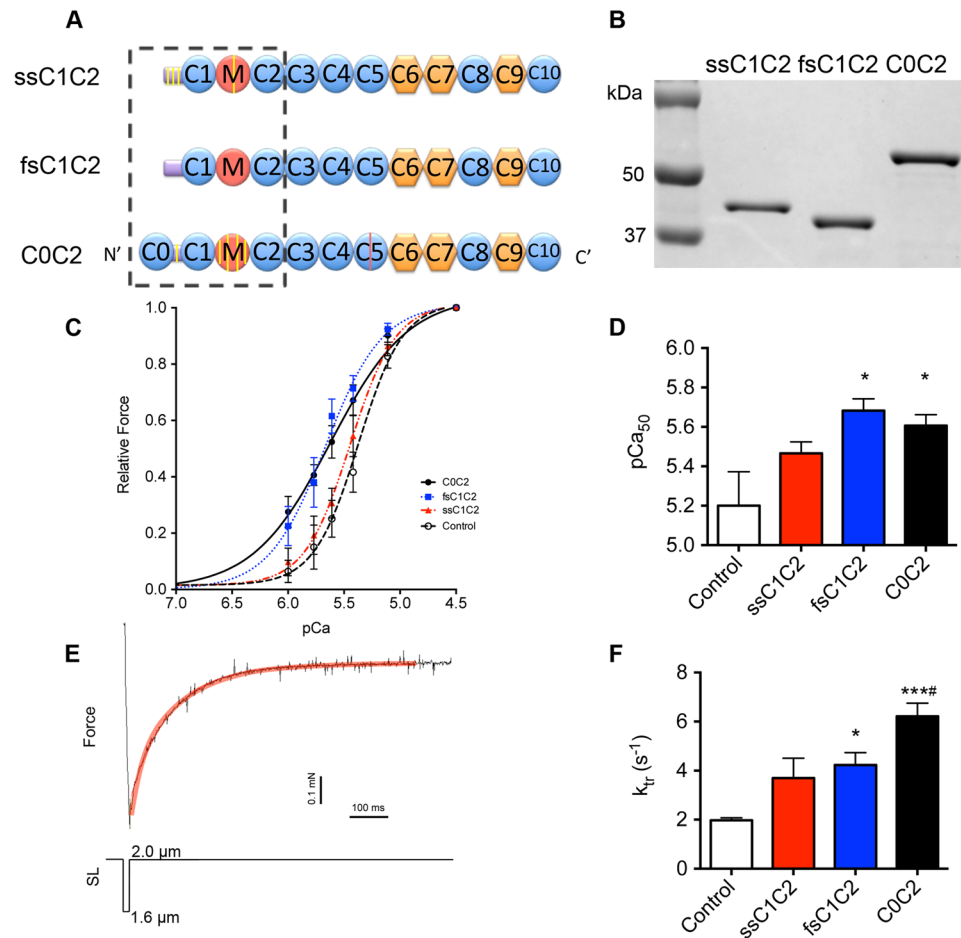 A
ssC1C2 C1 M C2 C3 C4 C5 C6 C7 C8 C9 C10
fsC1C2 C1 M C2 C3 C4 C5 C6 C7 C8 C9 C10
C0C2 N' C0 C1 M C2 C3 C4 C5 C6 C7 C8 C9 C10 C'
B
ssC1C2 fsC1C2 C0C2
kDa
50
37
C
Relative Force
1.0
0.8
0.6
0.4
0.2
0.0
C0C2
fsC1C2
ssC1C2
Control
7.0 6.5 6.0 5.5 5.0 4.5
pCa
D
pCa50
6.0
5.8
5.6
5.4
5.2
5.0
* *
Control ssC1C2 fsC1C2 C0C2
E
Force
0.1 mN
100 ms
SL
2.0 µm
1.6 µm
F
ktr (s-1)
8
6
4
2
0
* ***#
Control ssC1C2 fsC1C2 C0C2